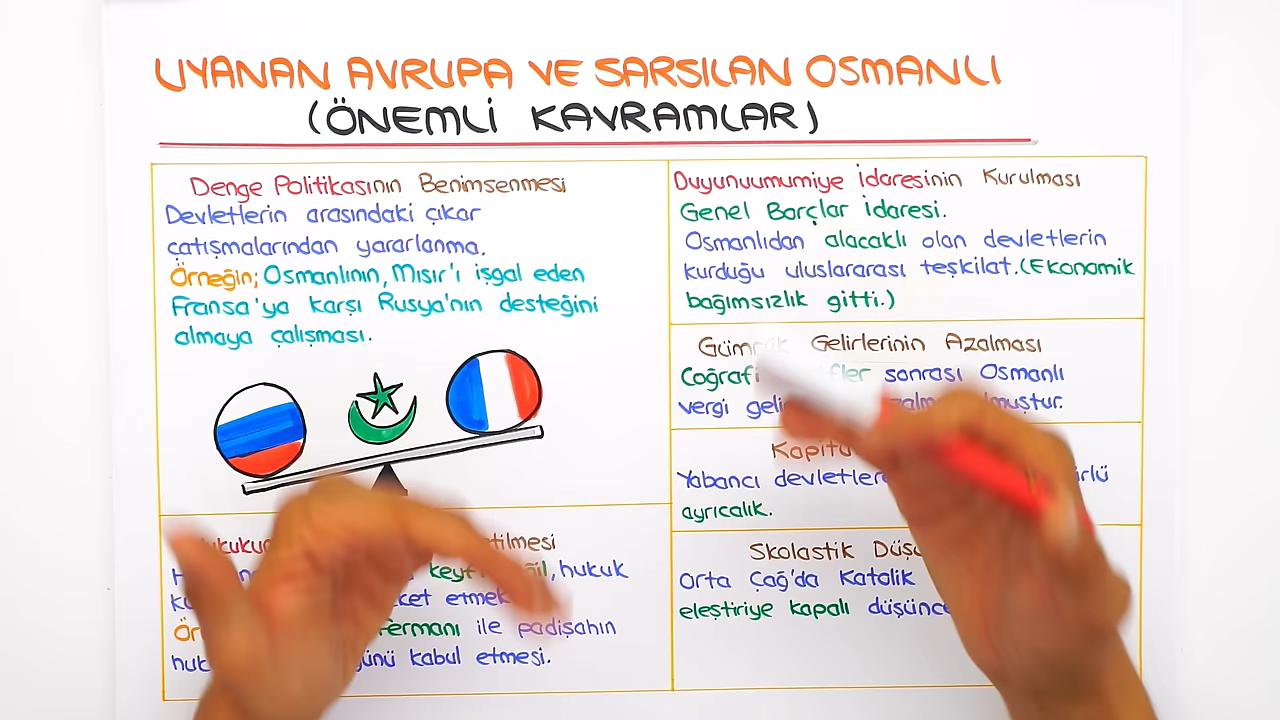 UYANAN AVRUPA VE SARSILAN OSMANLI
(ÖNEMLİ KAVRAMLAR)
Denge Politikasının Benimsenmesi
Devletlerin arasındaki çıkar
çatışmalarından yararlanma.
Örneğin; Osmanlının, Mısır'ı işgal eden
Fransa'ya karşı Rusya'nın desteğini
almaya çalışması.
hukuk
etmek
Fermanı ile padişahın
kabul etmesi.
Duyunuumumiye İdaresinin Kurulması
Genel Borçlar İdaresi.
Osmanlıdan alacaklı olan devletlerin
kurduğu uluslararası teşkilat.(Ekonomik
bağımsızlık gitti.)
Gelirlerinin Azalması
sonrası Osmanlı
vergi
Yabancı
ayrıcalık.
Skolastik
Orta Çağ'da Katolik
eleştiriye kapalı